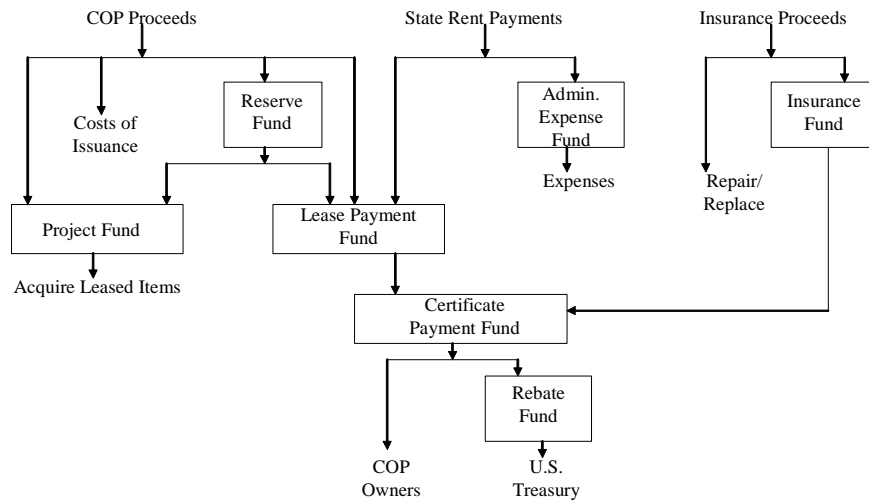 COP Proceeds
State Rent Payments
Insurance Proceeds
Costs of
Issuance
Reserve
Fund
Admin.
Expense
Fund
Insurance
Fund
Expenses
Repair/
Replace
Project Fund
Lease Payment
Fund
Acquire Leased Items
Certificate
Payment Fund
Rebate
Fund
COP
Owners
U.S.
Treasury